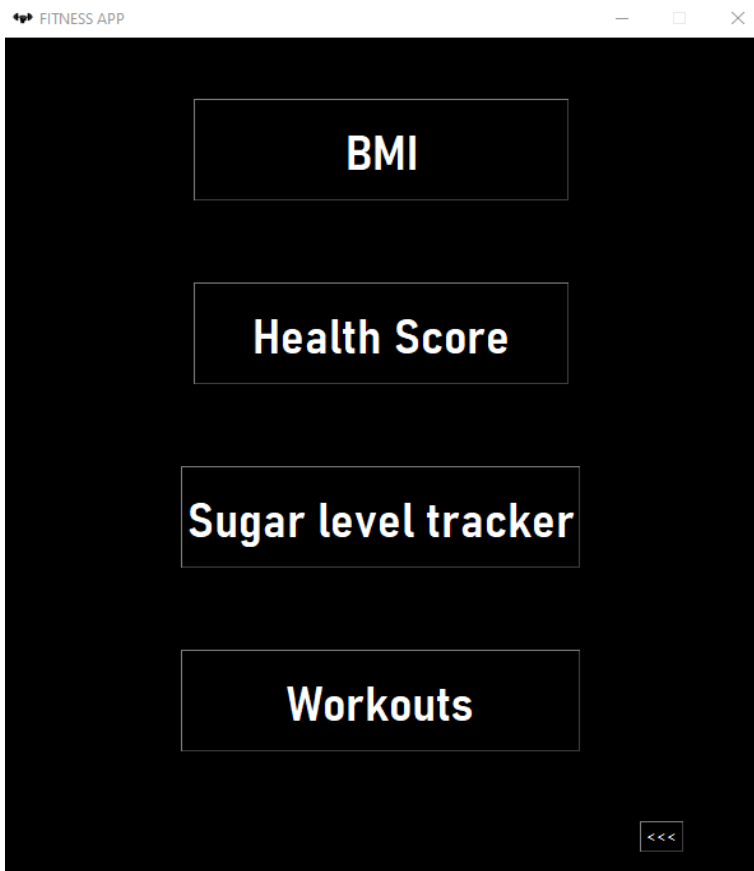 FITNESS APP
BMI
Health Score
Sugar level tracker
Workouts
<<<